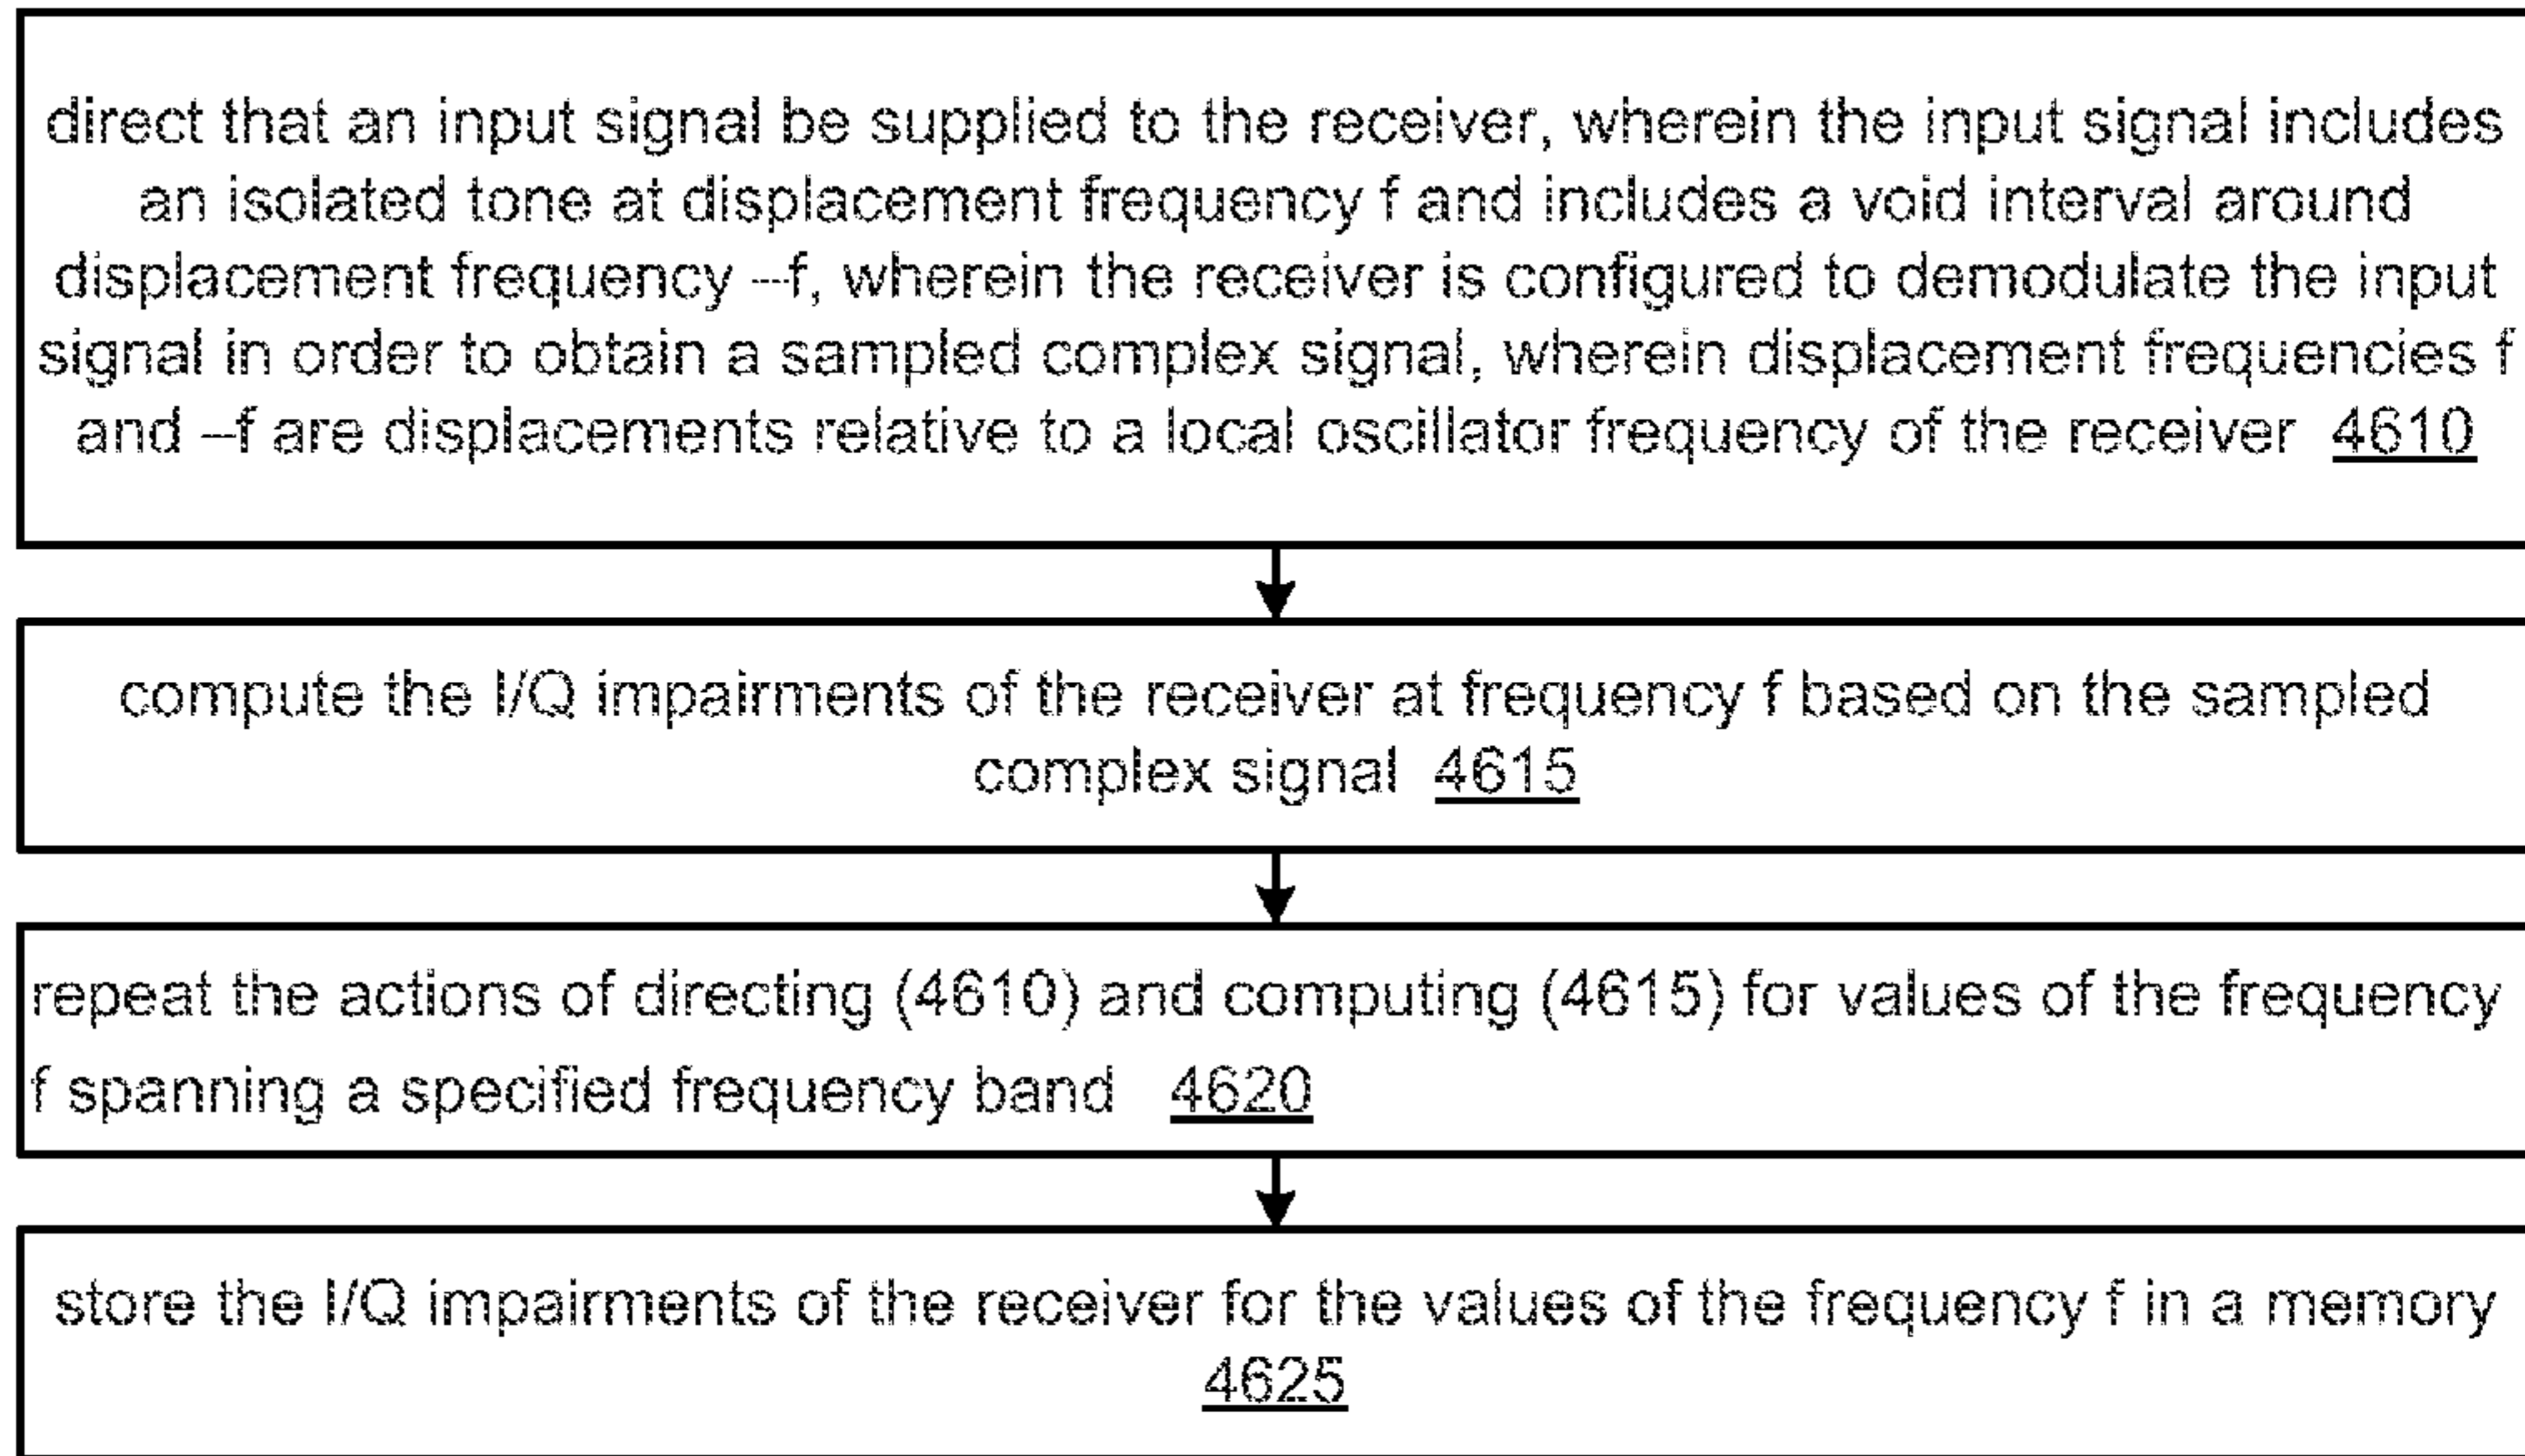 direct that an input signal be supplied to the receiver, wherein the input signal includes
an isolated tone at displacement frequency f and includes a void interval around
displacement frequency –f, wherein the receiver is configured to demodulate the input
signal in order to obtain a sampled complex signal, wherein displacement frequencies f
and –f are displacements relative to a local oscillator frequency of the receiver 4610
compute the I/Q impairments of the receiver at frequency f based on the sampled
complex signal 4615
repeat the actions of directing (4610) and computing (4615) for values of the frequency
f spanning a specified frequency band 4620
store the I/Q impairments of the receiver for the values of the frequency f in a memory
4625